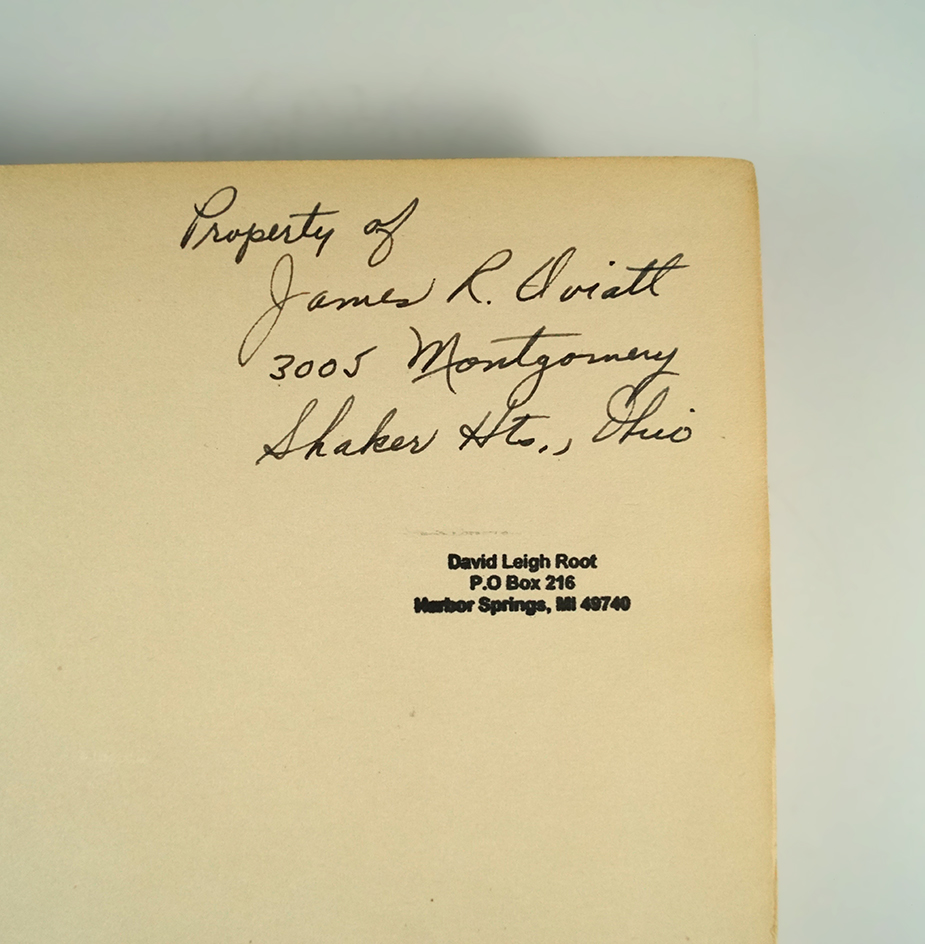 Property of
James R. Oviatt
3005 Montgomery
Shaker Hts., Ohio
David Leigh Root
P.O Box 216
Harbor Springs, MI 49740